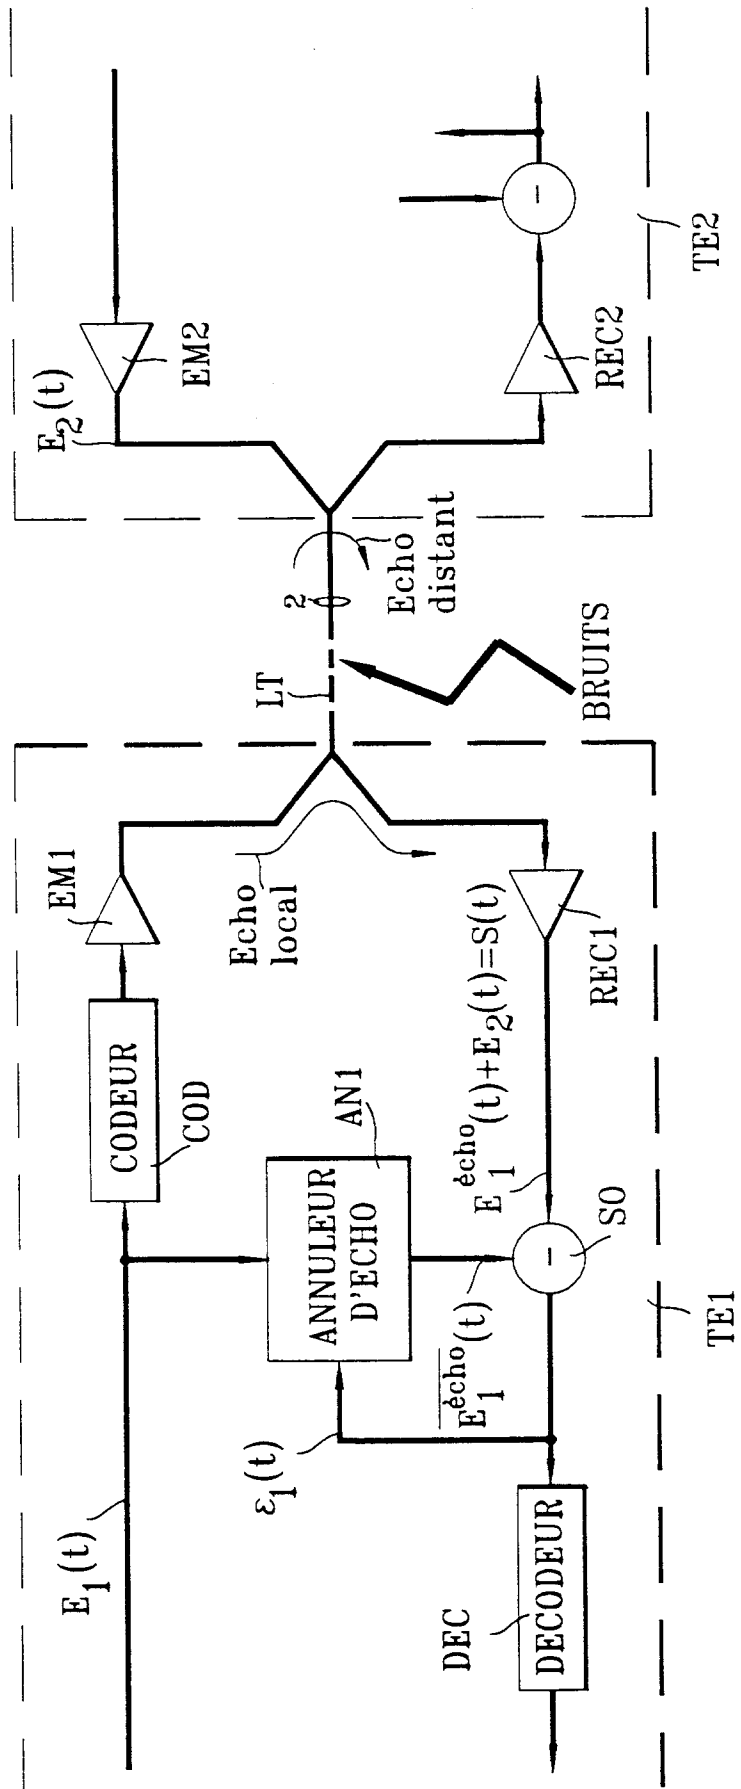 E1(t)
CODEUR
COD
EM1
Echo
local
ANNULEUR
D'ECHO
AN1
ε1(t)
E1écho(t)
E1écho(t)+E2(t)=S(t)
SO
REC1
DEC
DECODEUR
TE1
LT
2
BRUITS
Echo
distant
E2(t)
EM2
REC2
TE2